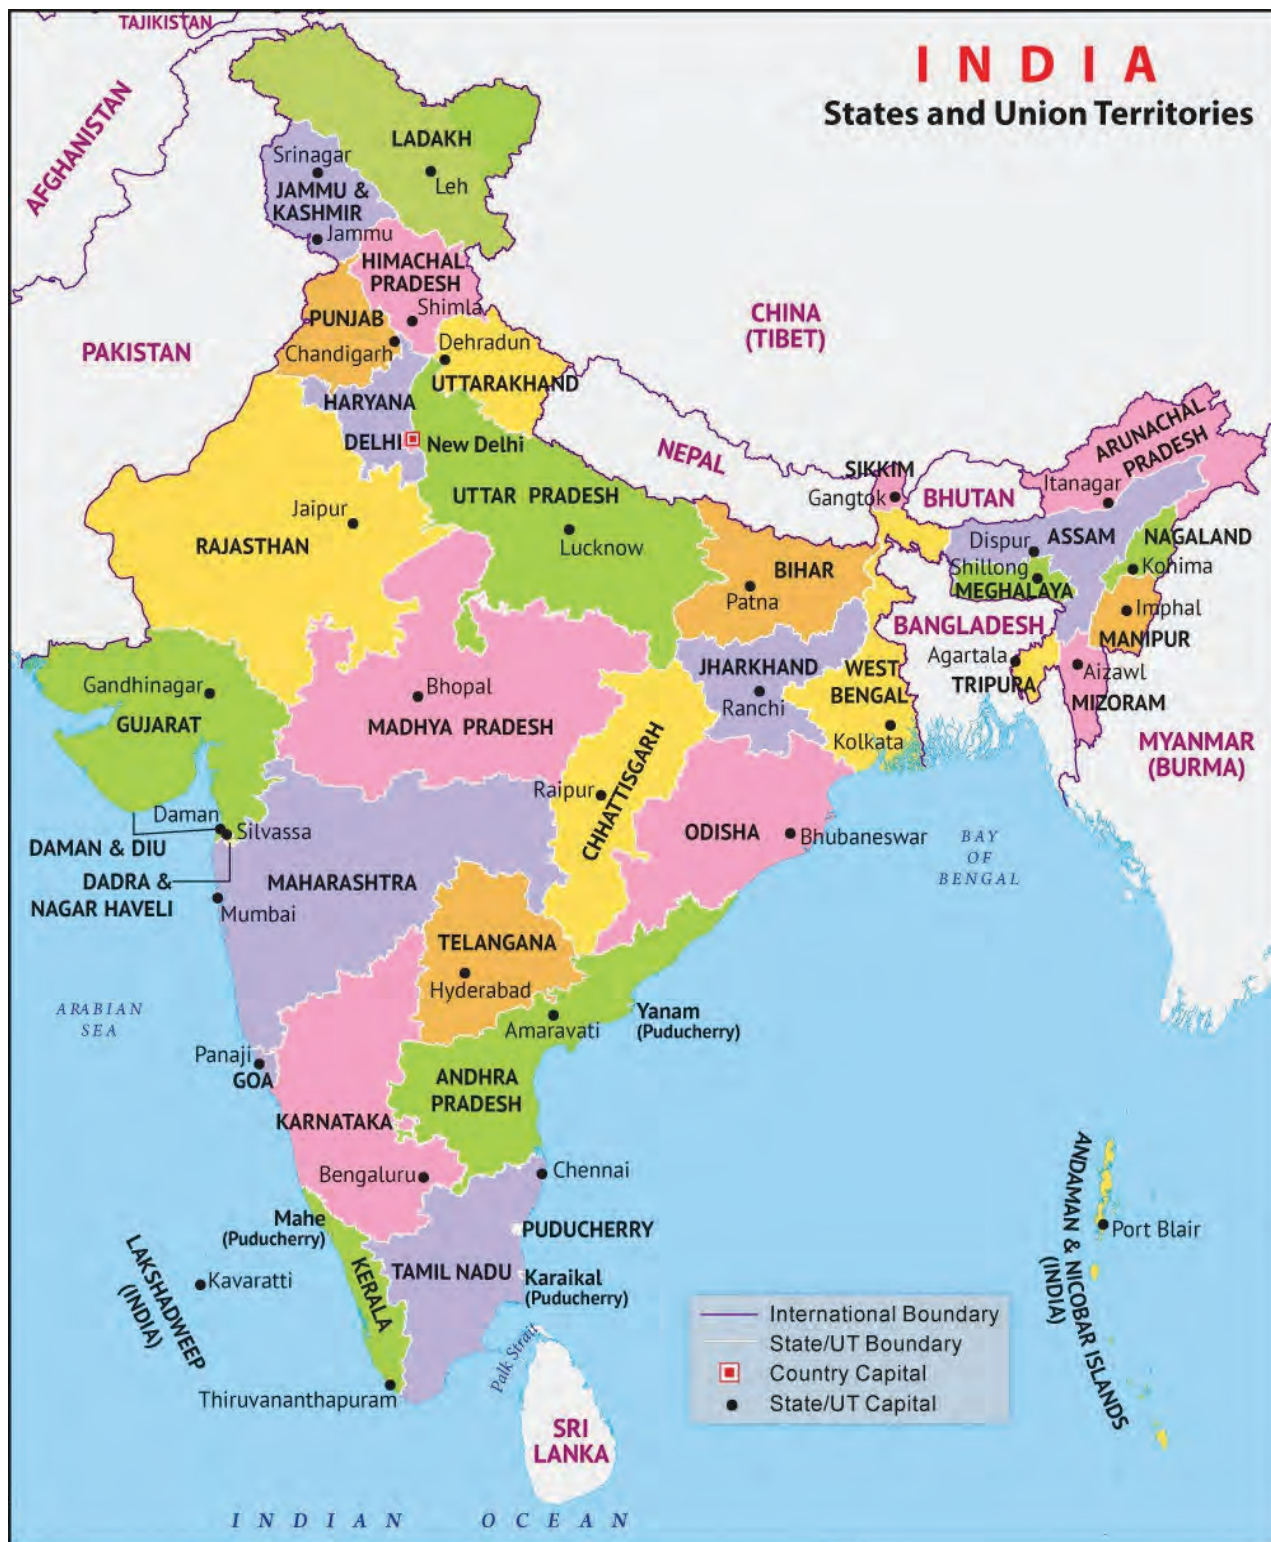 TAJIKISTAN
INDIA
States and Union Territories
AFGHANISTAN
LADAKH
Srinagar
Leh
JAMMU &
KASHMIR
Jammu
HIMACHAL
PRADESH
Shimla
PUNJAB
Chandigarh
Dehradun
UTTARAKHAND
CHINA
(TIBET)
PAKISTAN
HARYANA
DELHI
New Delhi
NEPAL
SIKKIM
Gangtok
BHUTAN
ARUNACHAL
PRADESH
Itanagar
UTTAR PRADESH
Lucknow
Jaipur
RAJASTHAN
BIHAR
Patna
Dispur
ASSAM
NAGALAND
Kohima
Shillong
MEGHALAYA
Imphal
MANIPUR
BANGLADESH
Agartala
TRIPURA
Aizawl
MIZORAM
MYANMAR
(BURMA)
JHARKHAND
Ranchi
WEST
BENGAL
Kolkata
Gandhinagar
GUJARAT
Bhopal
MADHYA PRADESH
Raipur
CHHATTISGARH
ODISHA
Bhubaneswar
BAY
OF
BENGAL
Daman
Silvassa
DAMAN & DIU
DADRA &
NAGAR HAVELI
MAHARASHTRA
Mumbai
TELANGANA
Hyderabad
ARABIAN
SEA
Amaravati
Yanam
(Puducherry)
Panaji
GOA
ANDHRA
PRADESH
KARNATAKA
Bengaluru
Chennai
Mahe
(Puducherry)
PUDUCHERRY
LAKSHADWEEP
(INDIA)
Kavaratti
KERALA
TAMIL NADU
Karaikal
(Puducherry)
Palk Strait
Thiruvananthapuram
SRI
LANKA
ANDAMAN & NICOBAR ISLANDS
(INDIA)
Port Blair
International Boundary
State/UT Boundary
Country Capital
State/UT Capital
INDIAN OCEAN